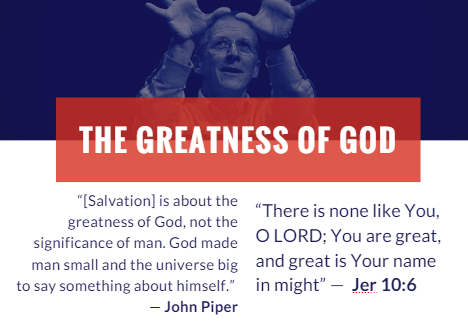 THE GREATNESS OF GOD
“[Salvation] is about the
greatness of God, not the
significance of man. God made
man small and the universe big
to say something about himself.”
— John Piper
“There is none like You,
O LORD; You are great,
and great is Your name
in might” — Jer 10:6